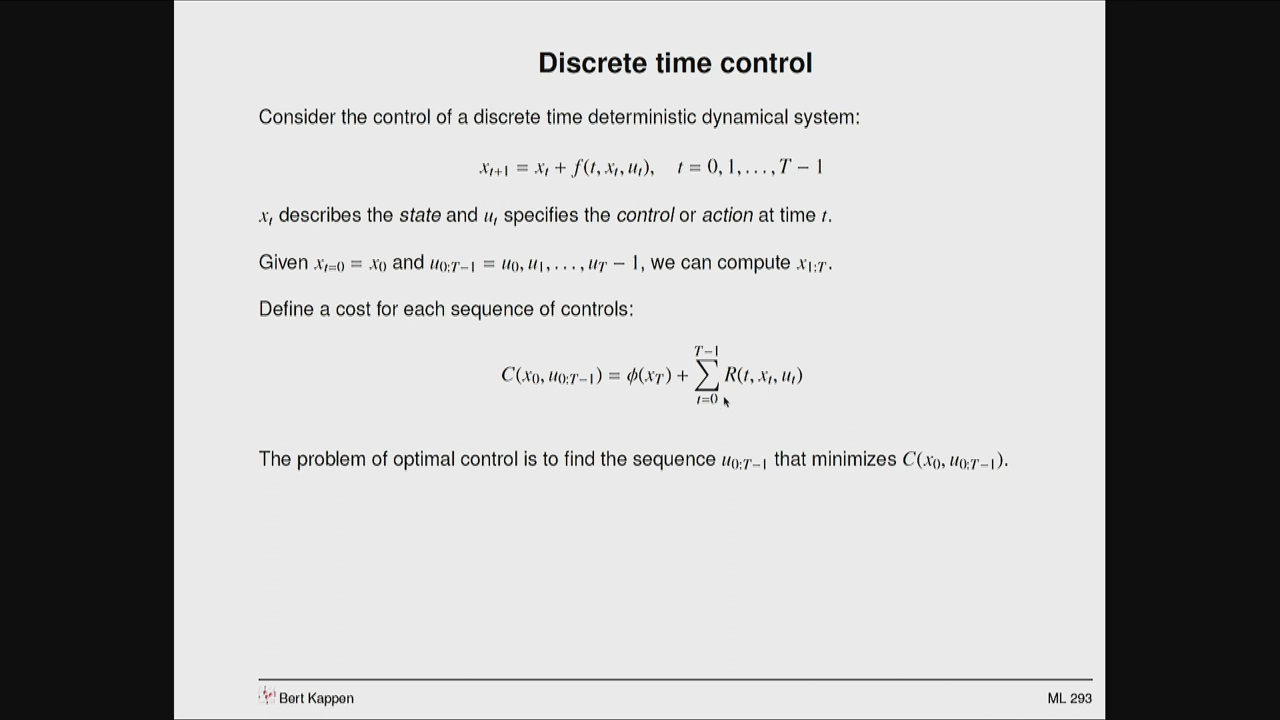 Discrete time control
Consider the control of a discrete time deterministic dynamical system:
x_{t+1} = x_t + f(t, x_t, u_t),   t = 0, 1, . . . , T − 1
x_t describes the state and u_t specifies the control or action at time t.
Given x_{t=0} = x_0 and u_{0:T−1} = u_0, u_1, . . . , u_T − 1, we can compute x_{1:T}.
Define a cost for each sequence of controls:
C(x_0, u_{0:T−1}) = ϕ(x_T) + ∑_{t=0}^{T−1} R(t, x_t, u_t)
The problem of optimal control is to find the sequence u_{0:T−1} that minimizes C(x_0, u_{0:T−1}).
Bert Kappen
ML 293